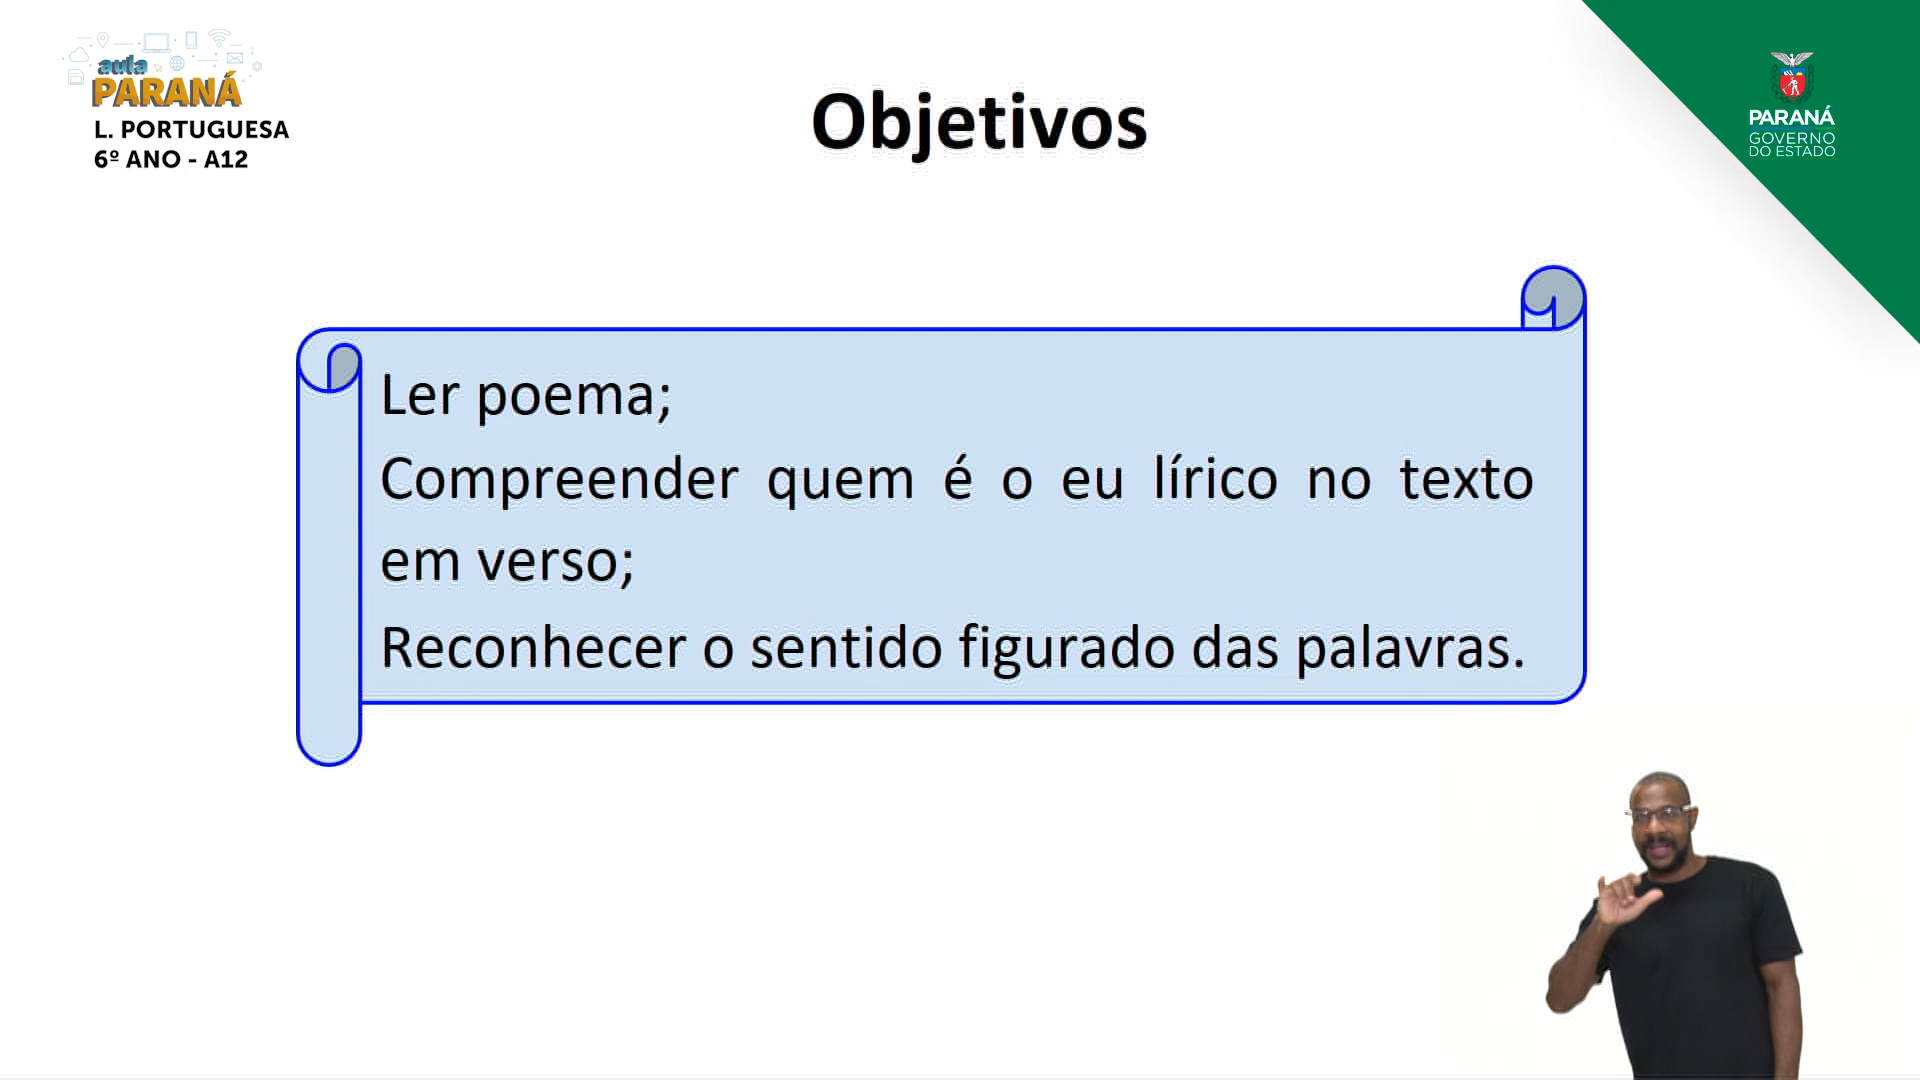 aula
PARANÁ
L. PORTUGUESA
6º ANO - A12
Objetivos
PARANÁ
GOVERNO
DO ESTADO
Ler poema;
Compreender quem é o eu lírico no texto
em verso;
Reconhecer o sentido figurado das palavras.